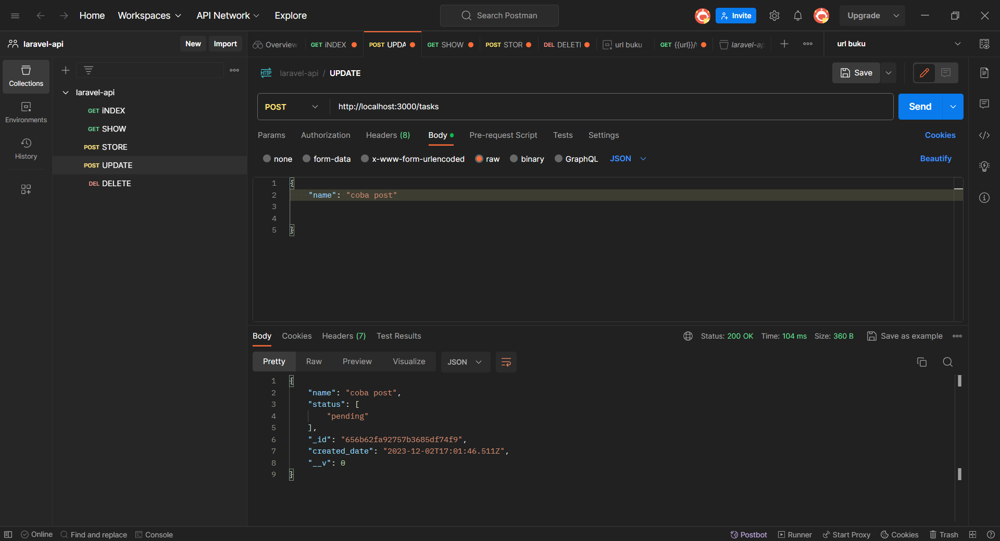 Home Workspaces API Network Explore Search Postman Invite Upgrade
laravel-api New Import Overview GET iNDEX POST UPDA GET SHOW POST STOR DEL DELETI url buku GET {{url}}/ laravel-ap url buku
Collections
Environments
History
laravel-api
GET iNDEX
GET SHOW
POST STORE
POST UPDATE
DEL DELETE
HTTP laravel-api / UPDATE Save
POST http://localhost:3000/tasks Send
Params Authorization Headers (8) Body Pre-request Script Tests Settings Cookies
none form-data x-www-form-urlencoded raw binary GraphQL JSON Beautify
1 {
2 "name": "coba post"
3
4
5 }
Body Cookies Headers (7) Test Results Status: 200 OK Time: 104 ms Size: 360 B Save as example
Pretty Raw Preview Visualize JSON
1 {
2 "name": "coba post",
3 "status": [
4 "pending"
5 ],
6 "_id": "656b62fa92757b3685df74f9",
7 "created_date": "2023-12-02T17:01:46.511Z",
8 "__v": 0
9 }
Online Find and replace Console Postbot Runner Start Proxy Cookies Trash